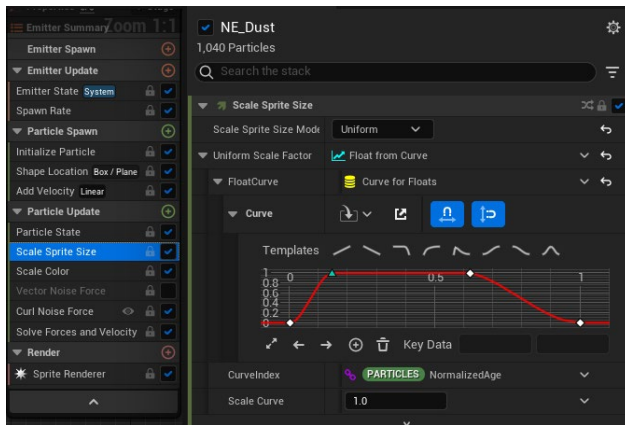 Zoom 1:1
Emitter Summary
Emitter Spawn
Emitter Update
Emitter State System
Spawn Rate
Particle Spawn
Initialize Particle
Shape Location Box / Plane
Add Velocity Linear
Particle Update
Particle State
Scale Sprite Size
Scale Color
Vector Noise Force
Curl Noise Force
Solve Forces and Velocity
Render
Sprite Renderer
NE_Dust
1,040 Particles
Search the stack
Scale Sprite Size
Scale Sprite Size Mode Uniform
Uniform Scale Factor Float from Curve
FloatCurve Curve for Floats
Curve
Templates
1 0 0.5 1
0.8
0.6
0.4
0.2
0
Key Data
CurveIndex PARTICLES NormalizedAge
Scale Curve 1.0